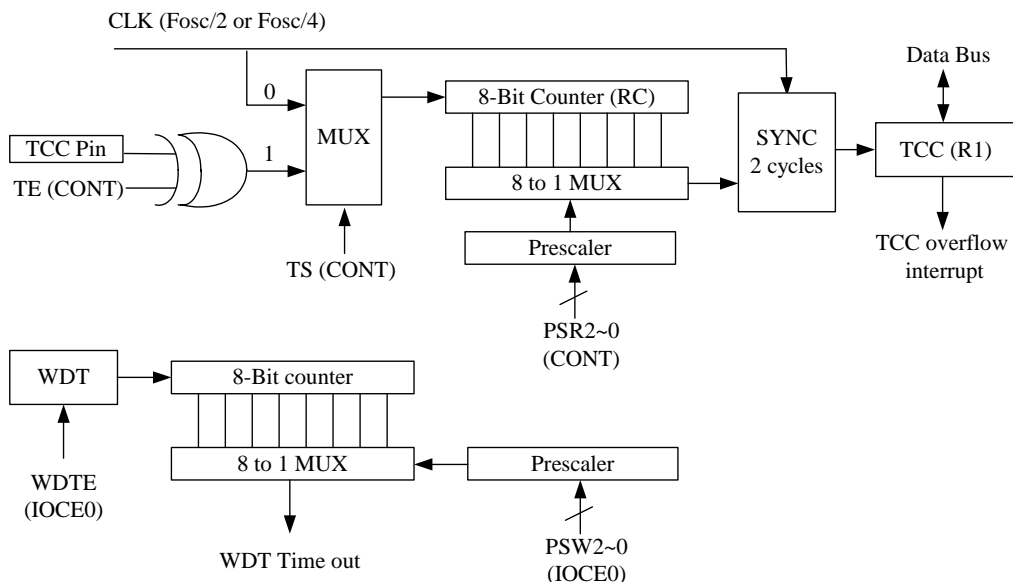 CLK (Fosc/2 or Fosc/4)
Data Bus
0
8-Bit Counter (RC)
MUX
SYNC
2 cycles
TCC Pin
1
TCC (R1)
TE (CONT)
8 to 1 MUX
Prescaler
TS (CONT)
TCC overflow
interrupt
PSR2~0
(CONT)
WDT
8-Bit counter
8 to 1 MUX
Prescaler
WDTE
(IOCE0)
WDT Time out
PSW2~0
(IOCE0)